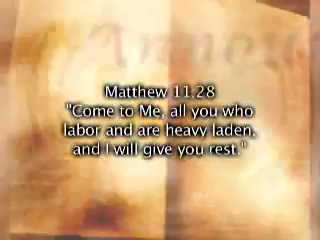 Matthew 11:28
"Come to Me, all you who
labor and are heavy laden,
and I will give you rest."